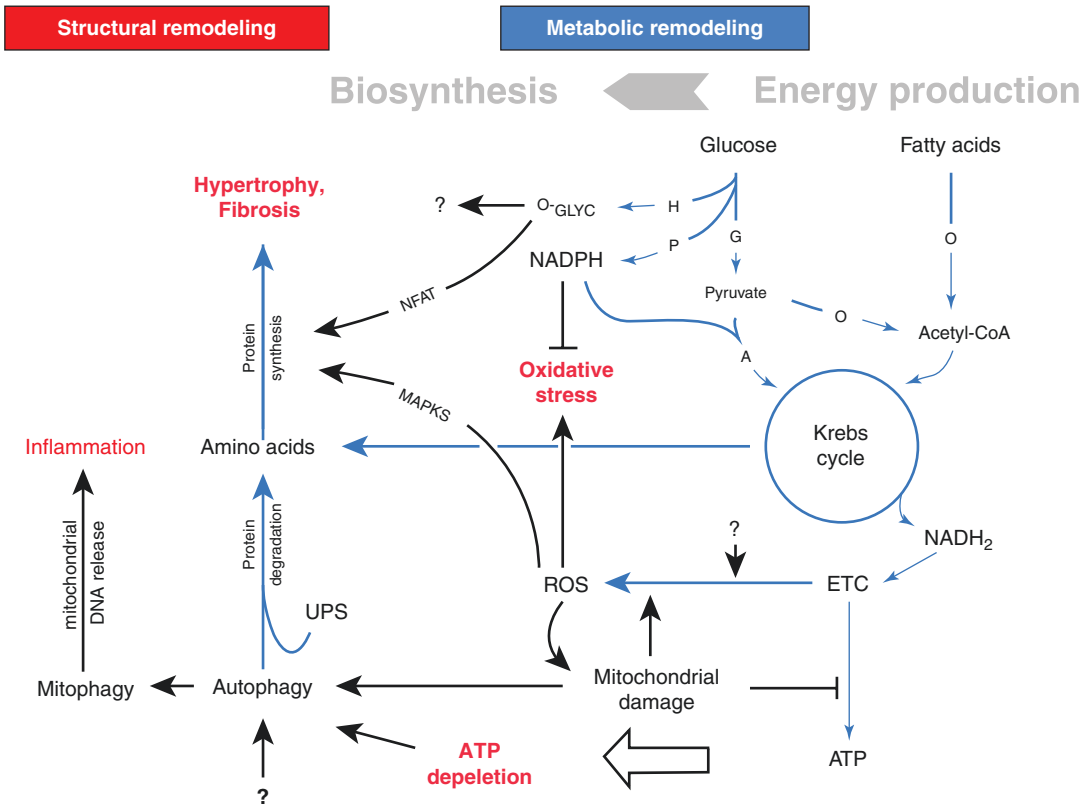 Structural remodeling
Metabolic remodeling
Biosynthesis
Energy production
Glucose
Fatty acids
Hypertrophy,
Fibrosis
?
O-GLYC
H
P
G
O
NADPH
NFAT
Pyruvate
O
Acetyl-CoA
A
Protein
synthesis
Oxidative
stress
MAPKS
Inflammation
Amino acids
Krebs
cycle
mitochondrial
DNA release
Protein
degradation
?
NADH2
ROS
ETC
UPS
Mitophagy
Autophagy
Mitochondrial
damage
ATP
depeletion
ATP
?